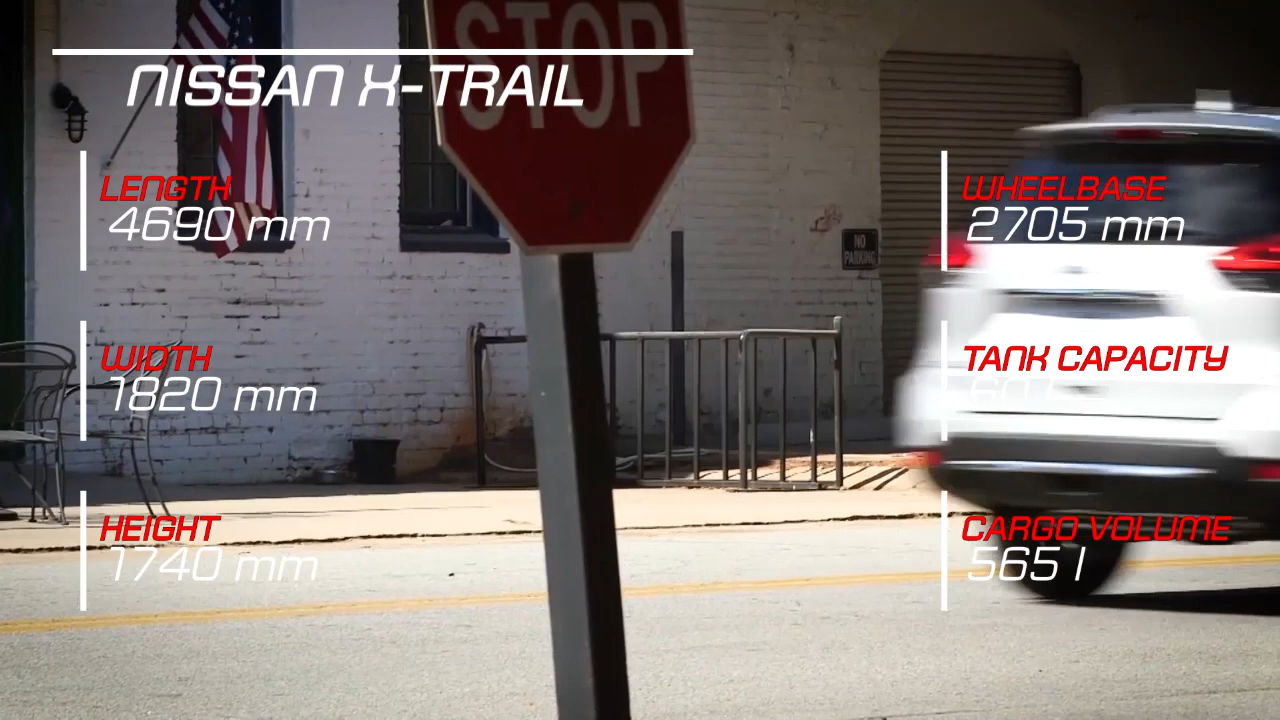 STOP
NISSAN X-TRAIL
LENGTH
4690 mm
WIDTH
1820 mm
HEIGHT
1740 mm
NO
PARKING
WHEELBASE
2705 mm
TANK CAPACITY
60 l
CARGO VOLUME
565 l